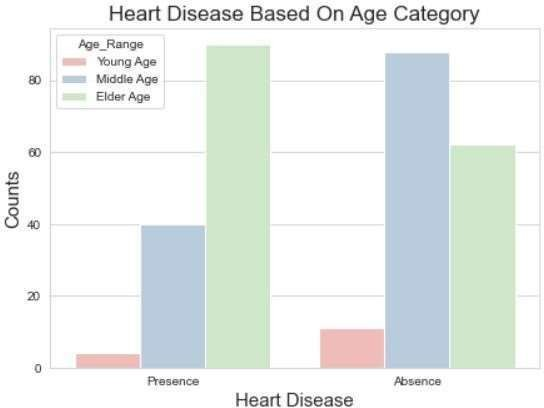 Heart Disease Based On Age Category
Age_Range
Young Age
Middle Age
Elder Age
80
60
40
20
0
Counts
Presence
Absence
Heart Disease